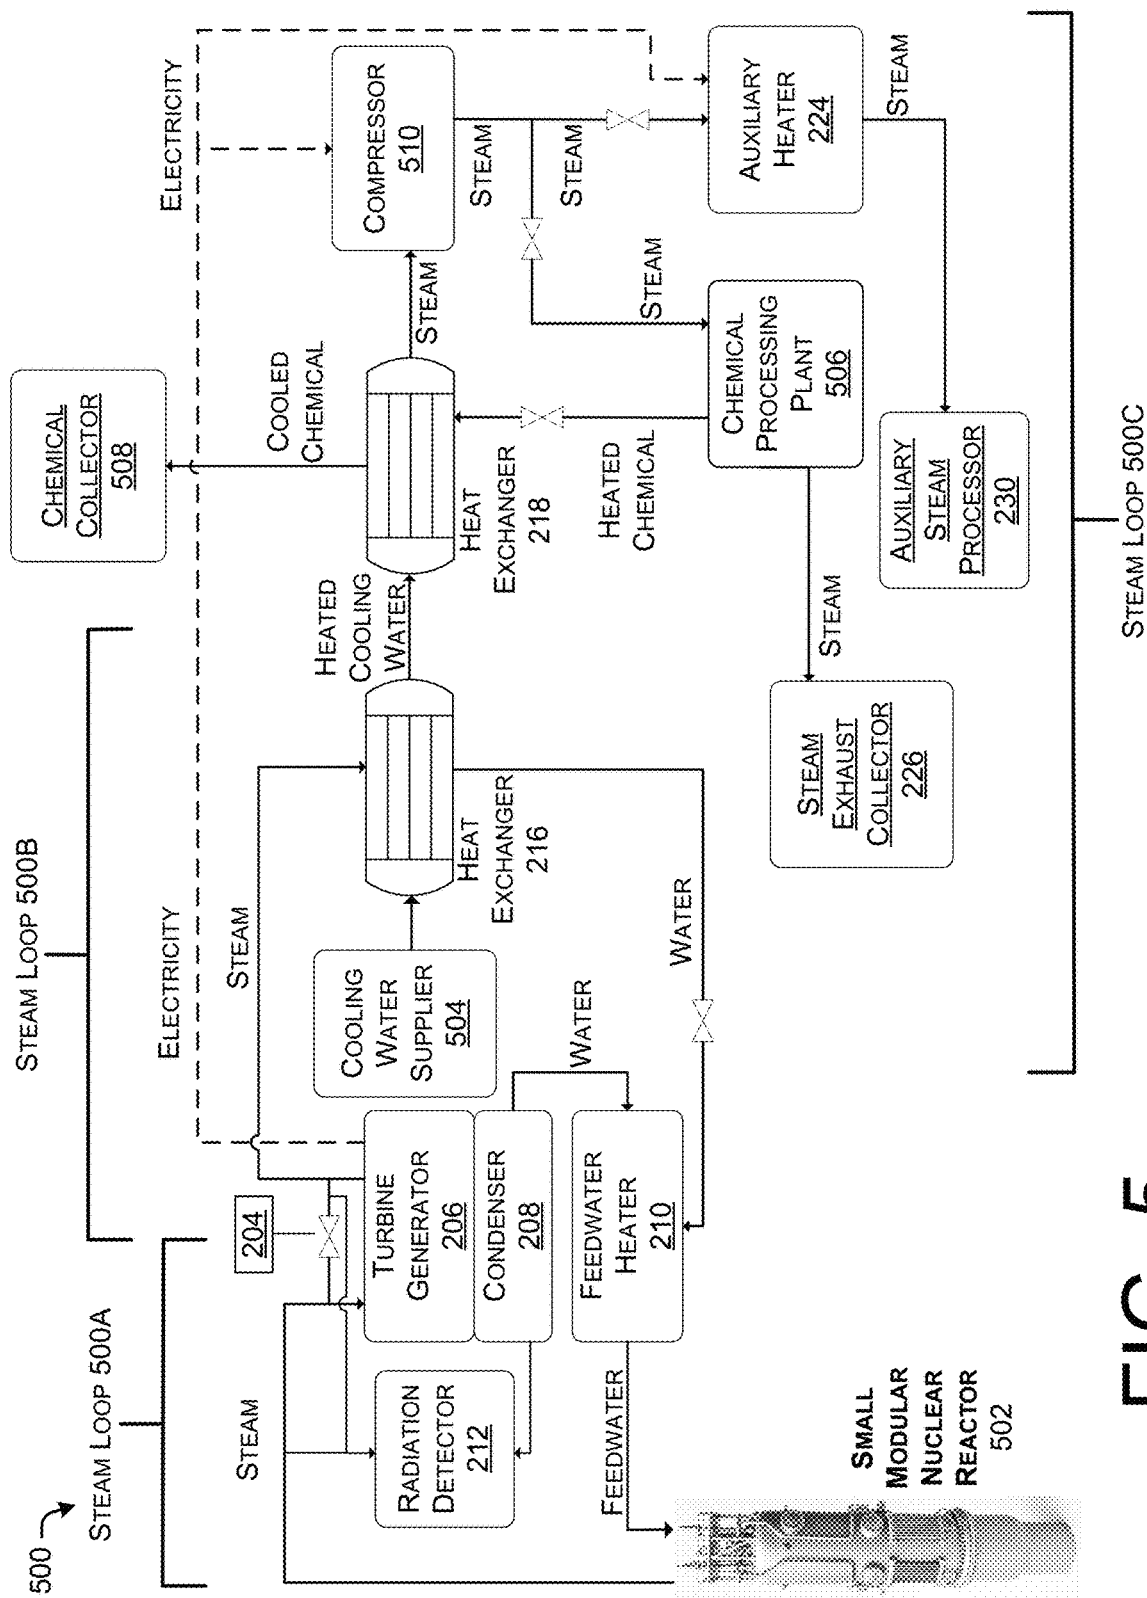 500
STEAM LOOP 500A
STEAM LOOP 500B
STEAM
204
STEAM
ELECTRICITY
ELECTRICITY
RADIATION
DETECTOR
212
TURBINE
GENERATOR
206
CONDENSER
208
WATER
FEEDWATER
HEATER
210
FEEDWATER
SMALL
MODULAR
NUCLEAR
REACTOR
502
COOLING
WATER
SUPPLIER
504
HEAT
EXCHANGER
216
WATER
HEATED
COOLING
WATER
HEAT
EXCHANGER
218
COOLED
CHEMICAL
CHEMICAL
COLLECTOR
508
STEAM
COMPRESSOR
510
STEAM
STEAM
STEAM
HEATED
CHEMICAL
CHEMICAL
PROCESSING
PLANT
506
AUXILIARY
HEATER
224
STEAM
STEAM
STEAM
EXHAUST
COLLECTOR
226
AUXILIARY
STEAM
PROCESSOR
230
STEAM LOOP 500C
FIG. 5